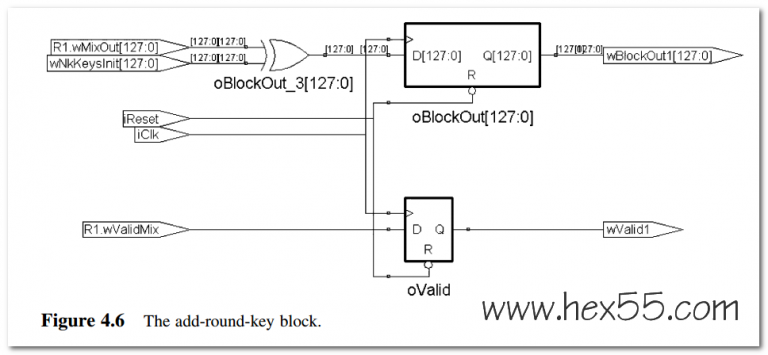 R1.wMixOut[127:0]
[127:0][127:0]
wNkKeysInit[127:0]
[127:0][127:0]
oBlockOut_3[127:0]
[127:0]
[127:0]
D[127:0]
Q[127:0]
R
oBlockOut[127:0]
[127:0][127:0]
wBlockOut1[127:0]
iReset
iClk
R1.wValidMix
D
Q
R
oValid
wValid1
www.hex55.com
Figure 4.6 The add-round-key block.